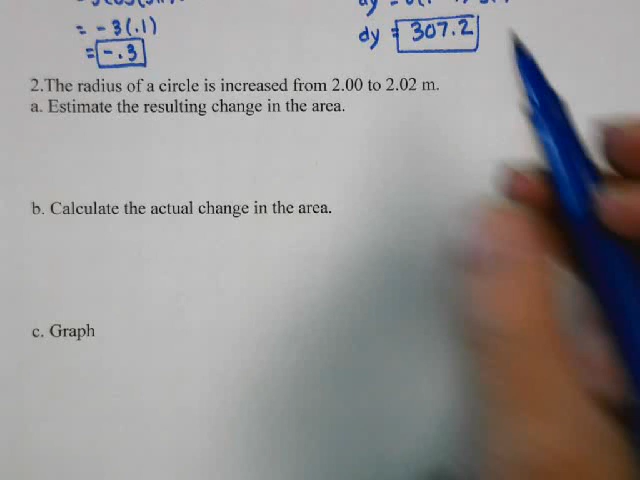 = -3(.1)
= -.3
dy = 307.2
2.The radius of a circle is increased from 2.00 to 2.02 m.
a. Estimate the resulting change in the area.
b. Calculate the actual change in the area.
c. Graph